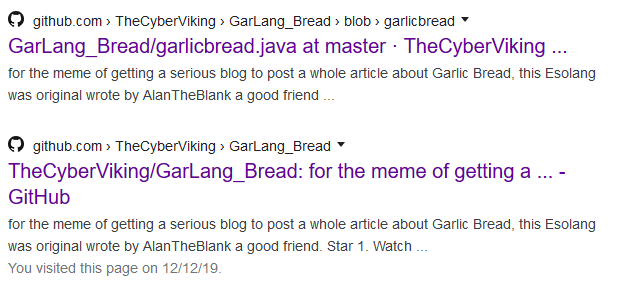 github.com › TheCyberViking › GarLang_Bread › blob › garlicbread
GarLang_Bread/garlicbread.java at master · TheCyberViking ...
for the meme of getting a serious blog to post a whole article about Garlic Bread, this Esolang
was original wrote by AlanTheBlank a good friend ...
github.com › TheCyberViking › GarLang_Bread
TheCyberViking/GarLang_Bread: for the meme of getting a ... -
GitHub
for the meme of getting a serious blog to post a whole article about Garlic Bread, this Esolang
was original wrote by AlanTheBlank a good friend. Star 1. Watch ...
You visited this page on 12/12/19.